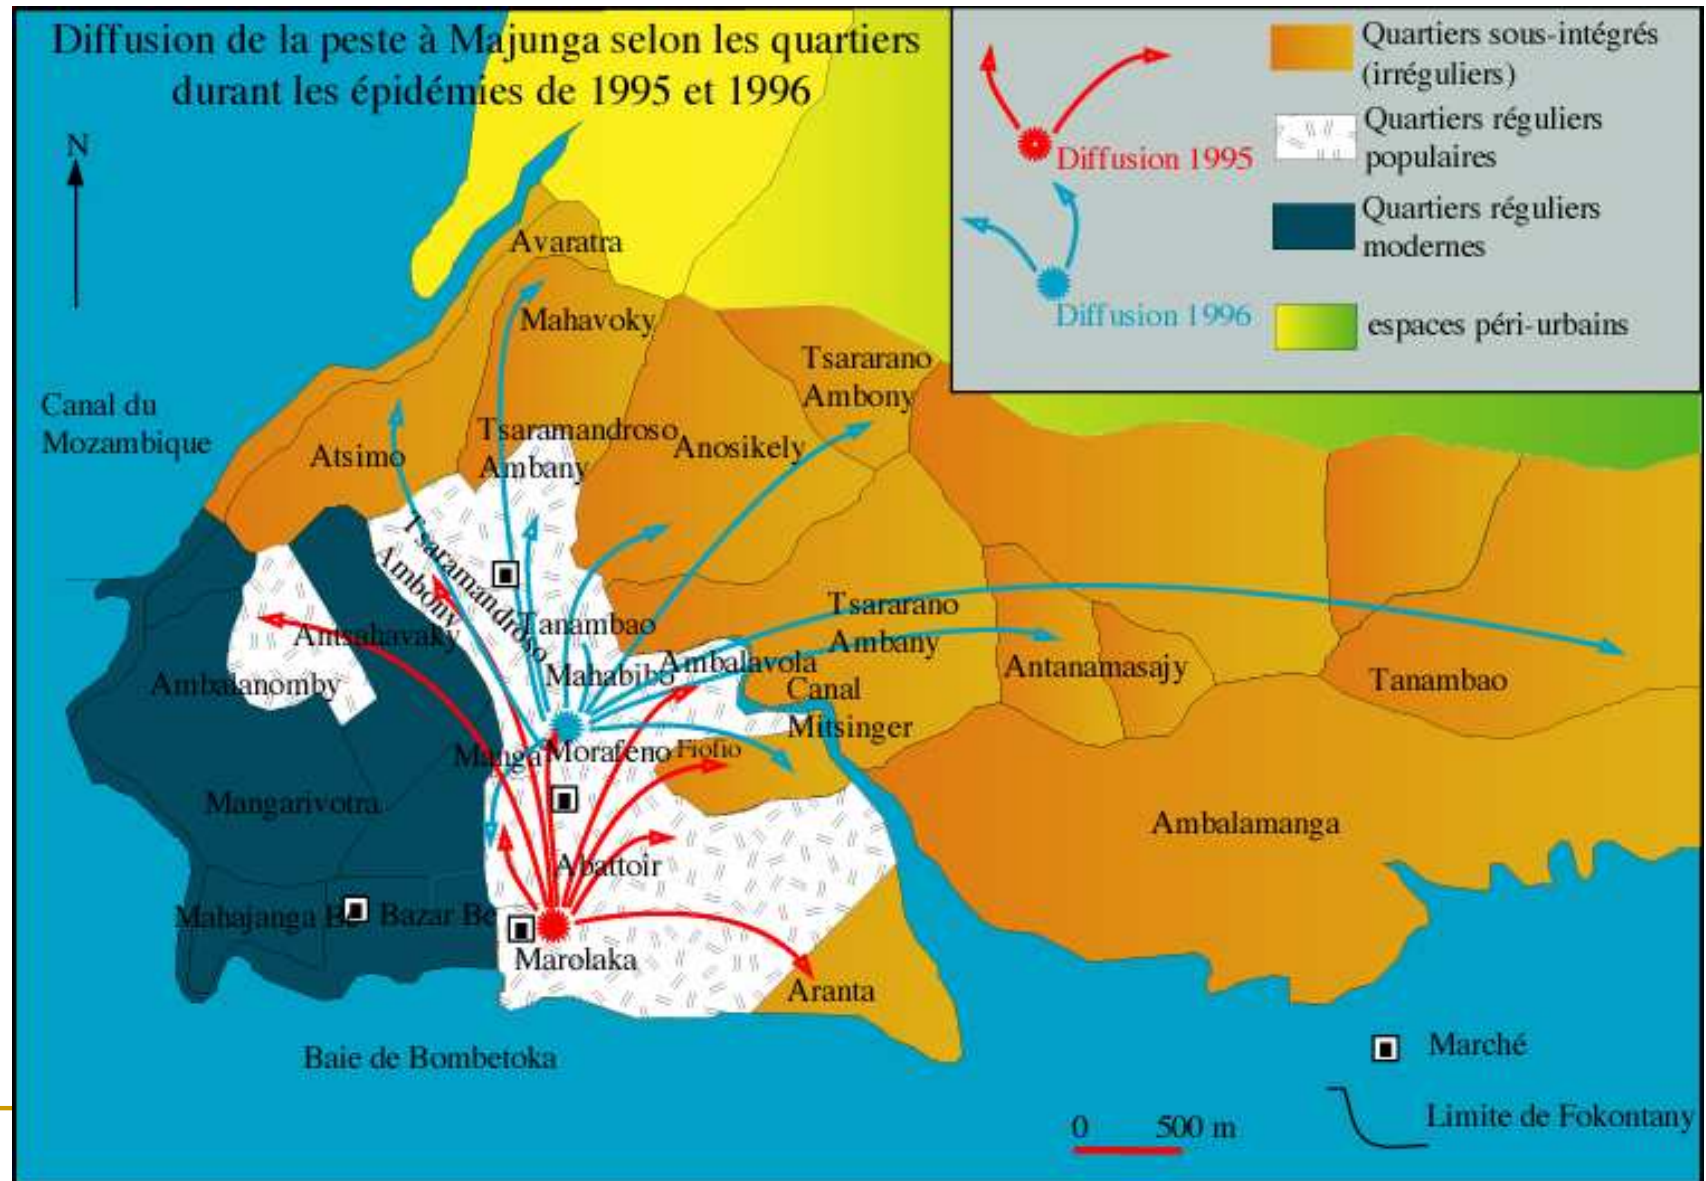 Diffusion de la peste à Majunga selon les quartiers
durant les épidémies de 1995 et 1996
N
Diffusion 1995
Diffusion 1996
Quartiers sous-intégrés
(irréguliers)
Quartiers réguliers
populaires
Quartiers réguliers
modernes
espaces péri-urbains
Canal du
Mozambique
Avaratra
Mahavoky
Tsararano
Ambony
Atsimo
Tsaramandroso
Ambany
Anosikely
Tsaramandroso
Ambony
Antsahavaky
Ambalanomby
Tanambao
Mahabibo
Ambalavola
Tsararano
Ambany
Canal
Mitsinger
Antanamasajy
Tanambao
Manga
Morafeno
Fiofio
Mangarivotra
Ambalamanga
Abattoir
Mahajanga Be
Bazar Be
Marolaka
Aranta
Baie de Bombetoka
Marché
Limite de Fokontany
0 500 m